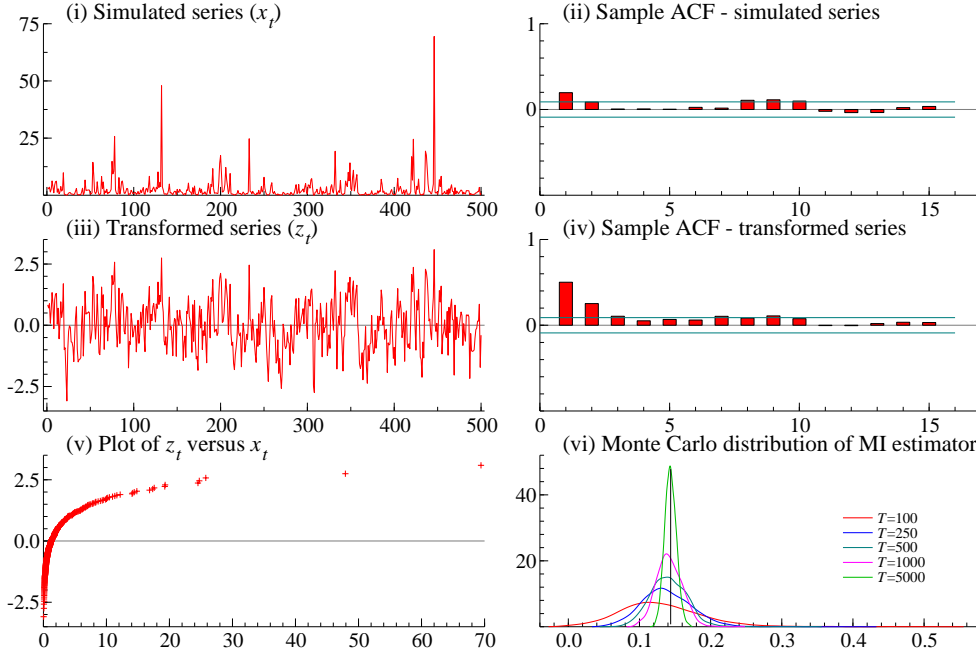 (i) Simulated series (x_t)
75
50
25
0 100 200 300 400 500
(ii) Sample ACF - simulated series
1
0
0 5 10 15
(iii) Transformed series (z_t)
2.5
0.0
-2.5
0 100 200 300 400 500
(iv) Sample ACF - transformed series
1
0
0 5 10 15
(v) Plot of z_t versus x_t
2.5
0.0
-2.5
0 10 20 30 40 50 60 70
(vi) Monte Carlo distribution of MI estimator
40
20
T=100
T=250
T=500
T=1000
T=5000
0.0 0.1 0.2 0.3 0.4 0.5